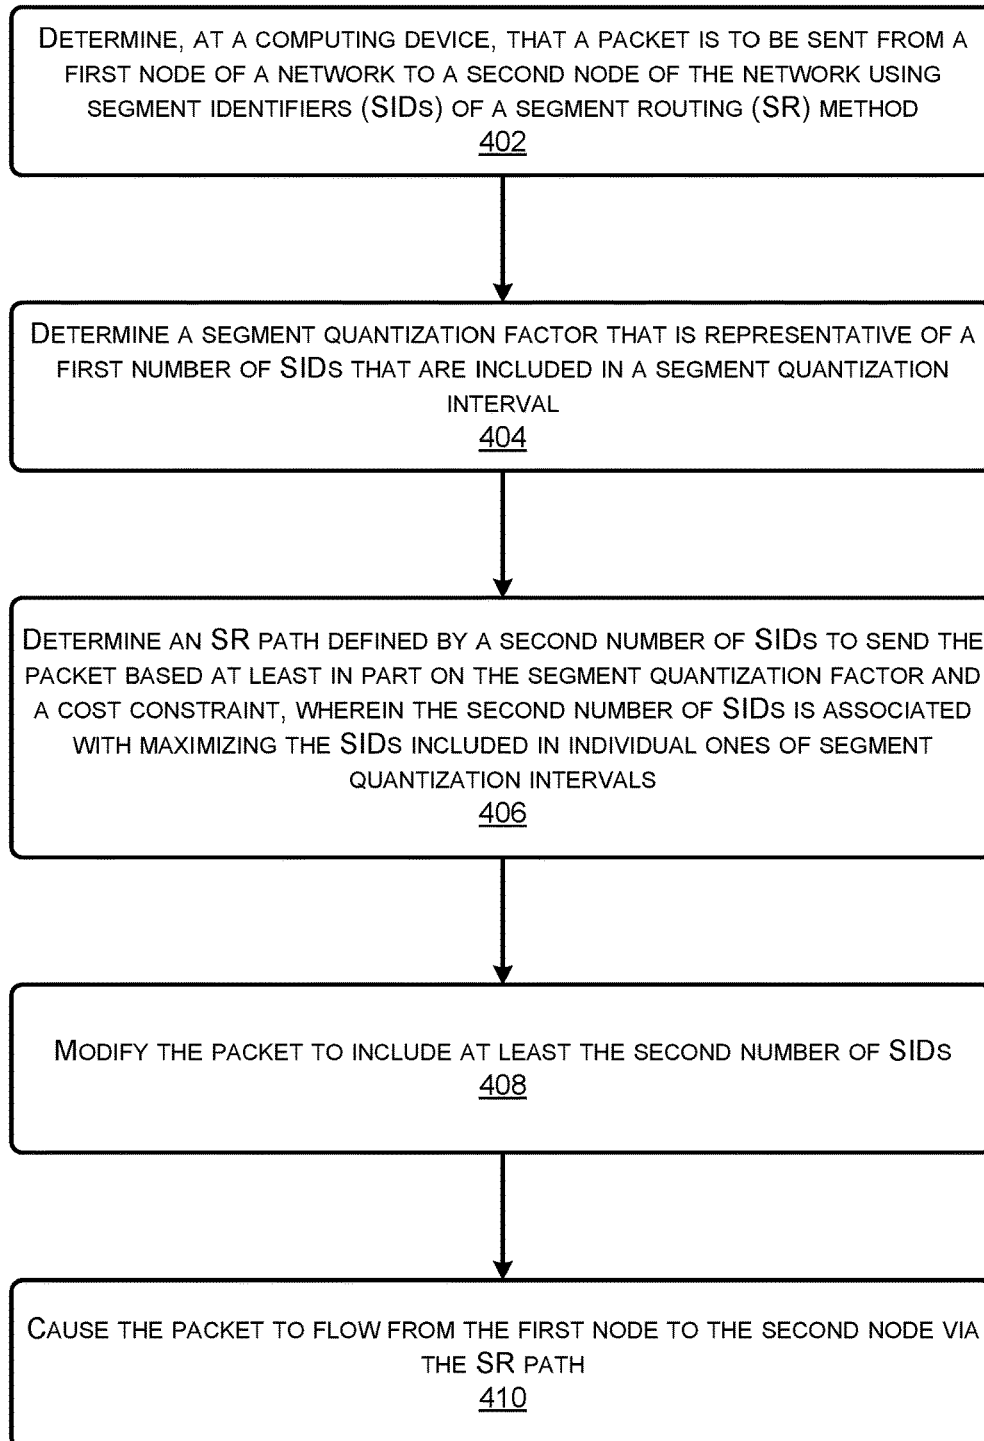 DETERMINE, AT A COMPUTING DEVICE, THAT A PACKET IS TO BE SENT FROM A
FIRST NODE OF A NETWORK TO A SECOND NODE OF THE NETWORK USING
SEGMENT IDENTIFIERS (SIDS) OF A SEGMENT ROUTING (SR) METHOD
402
DETERMINE A SEGMENT QUANTIZATION FACTOR THAT IS REPRESENTATIVE OF A
FIRST NUMBER OF SIDS THAT ARE INCLUDED IN A SEGMENT QUANTIZATION
INTERVAL
404
DETERMINE AN SR PATH DEFINED BY A SECOND NUMBER OF SIDS TO SEND THE
PACKET BASED AT LEAST IN PART ON THE SEGMENT QUANTIZATION FACTOR AND
A COST CONSTRAINT, WHEREIN THE SECOND NUMBER OF SIDS IS ASSOCIATED
WITH MAXIMIZING THE SIDS INCLUDED IN INDIVIDUAL ONES OF SEGMENT
QUANTIZATION INTERVALS
406
MODIFY THE PACKET TO INCLUDE AT LEAST THE SECOND NUMBER OF SIDS
408
CAUSE THE PACKET TO FLOW FROM THE FIRST NODE TO THE SECOND NODE VIA
THE SR PATH
410